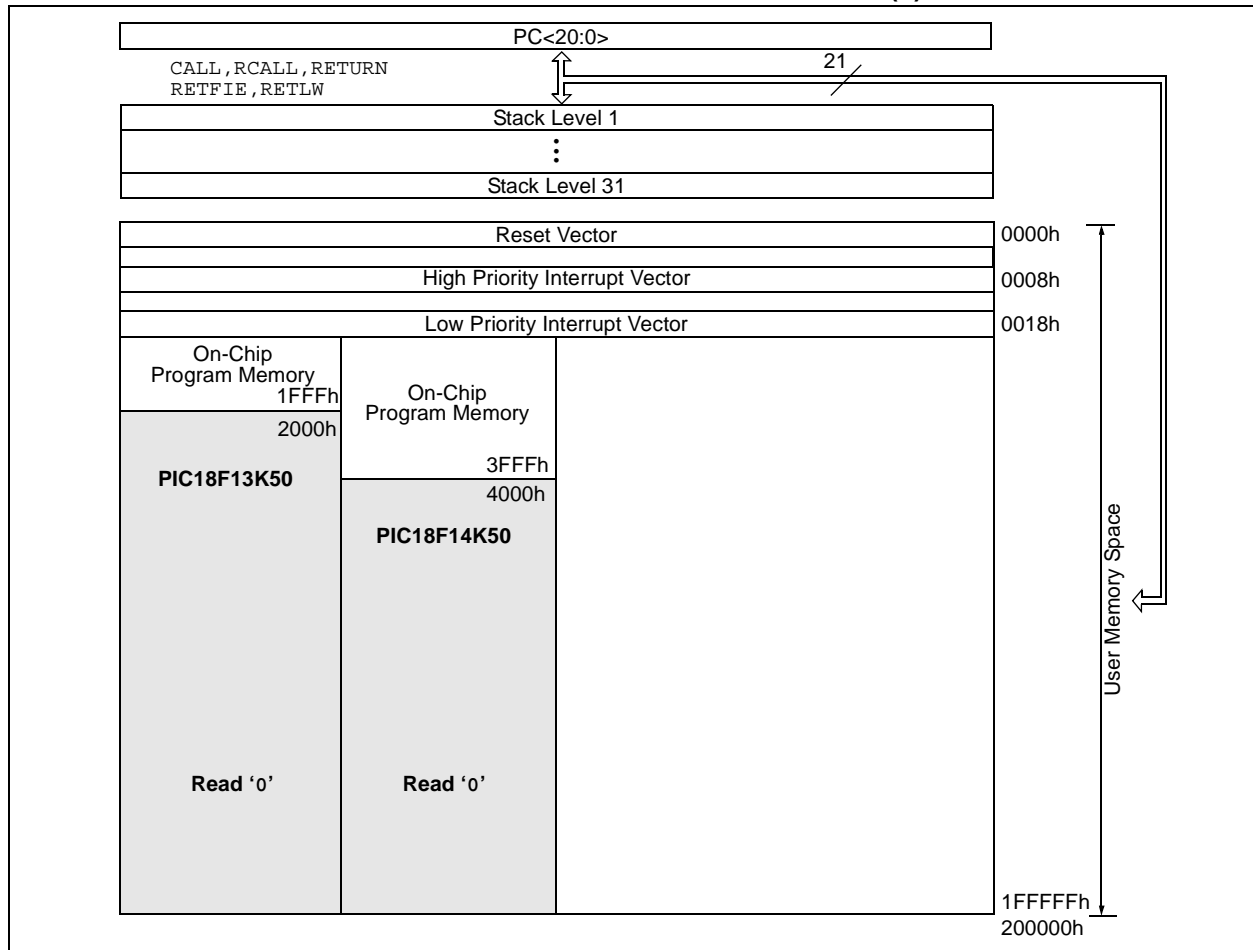 PC<20:0>
CALL,RCALL,RETURN
RETFIE,RETLW
21
Stack Level 1
Stack Level 31
Reset Vector
0000h
High Priority Interrupt Vector
0008h
Low Priority Interrupt Vector
0018h
On-Chip
Program Memory
1FFFh
2000h
PIC18F13K50
Read ‘0’
On-Chip
Program Memory
3FFFh
4000h
PIC18F14K50
Read ‘0’
User Memory Space
1FFFFFh
200000h